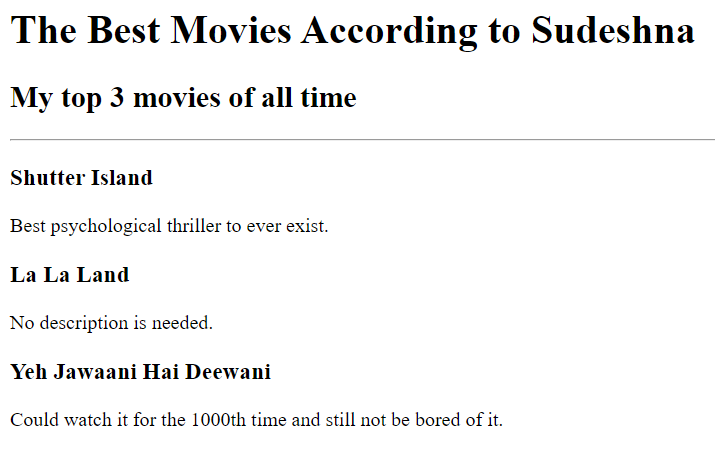 The Best Movies According to Sudeshna
My top 3 movies of all time
Shutter Island
Best psychological thriller to ever exist.
La La Land
No description is needed.
Yeh Jawaani Hai Deewani
Could watch it for the 1000th time and still not be bored of it.